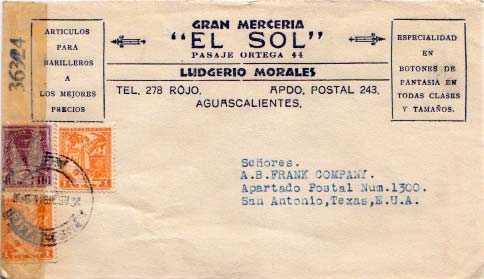 36324
ARTICULOS
PARA
BARILLEROS
A
LOS MEJORES
PRECIOS
GRAN MERCERIA
"EL SOL"
PASAJE ORTEGA 44
LUDGERIO MORALES
TEL. 278 ROJO. APDO. POSTAL 243,
AGUASCALIENTES.
ESPECIALIDAD
EN
BOTONES DE
FANTASIA EN
TODAS CLASES
Y TAMAÑOS.
Señores.
A.B.FRANK COMPANY.
Apartado Postal Num.1300.
San Antonio,Texas,E.U.A.